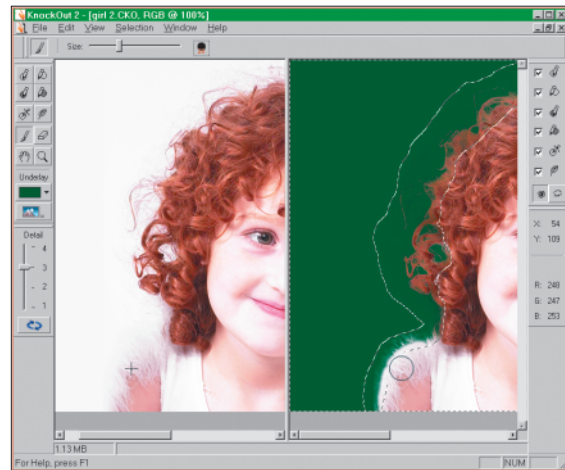 KnockOut 2 - [girl 2.CKO, RGB @ 100%]
File Edit View Selection Window Help
Size:
Underlay
Detail
4
3
2
1
X: 54
Y: 109
R: 248
G: 247
B: 253
1.13 MB
For Help, press F1
NUM